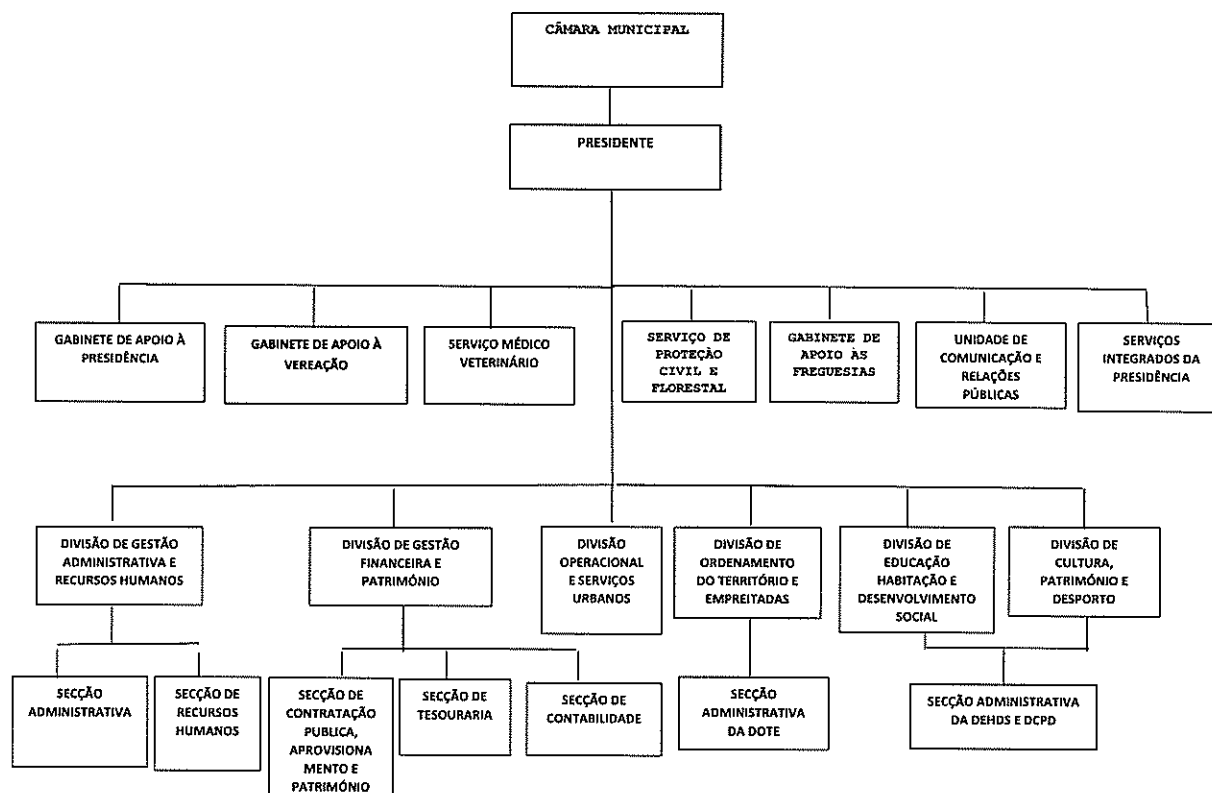 CÂMARA MUNICIPAL
PRESIDENTE
GABINETE DE APOIO À
PRESIDÊNCIA
GABINETE DE APOIO À
VEREAÇÃO
SERVIÇO MÉDICO
VETERINÁRIO
SERVIÇO DE
PROTEÇÃO
CIVIL E
FLORESTAL
GABINETE DE
APOIO ÀS
FREGUESIAS
UNIDADE DE
COMUNICAÇÃO E
RELAÇÕES
PÚBLICAS
SERVIÇOS
INTEGRADOS DA
PRESIDÊNCIA
DIVISÃO DE GESTÃO
ADMINISTRATIVA E
RECURSOS HUMANOS
DIVISÃO DE GESTÃO
FINANCEIRA E
PATRIMÓNIO
DIVISÃO
OPERACIONAL
E SERVIÇOS
URBANOS
DIVISÃO DE
ORDENAMENTO
DO TERRITÓRIO E
EMPREITADAS
DIVISÃO DE
EDUCAÇÃO
HABITAÇÃO E
DESENVOLVIMENTO
SOCIAL
DIVISÃO DE
CULTURA,
PATRIMÓNIO E
DESPORTO
SECÇÃO
ADMINISTRATIVA
SECÇÃO DE
RECURSOS
HUMANOS
SECÇÃO DE
CONTRATAÇÃO
PUBLICA,
APROVISIONA
MENTO E
PATRIMÓNIO
SECÇÃO DE
TESOURARIA
SECÇÃO DE
CONTABILIDADE
SECÇÃO
ADMINISTRATIVA
DA DOTE
SECÇÃO ADMINISTRATIVA
DA DEHDS E DCPD